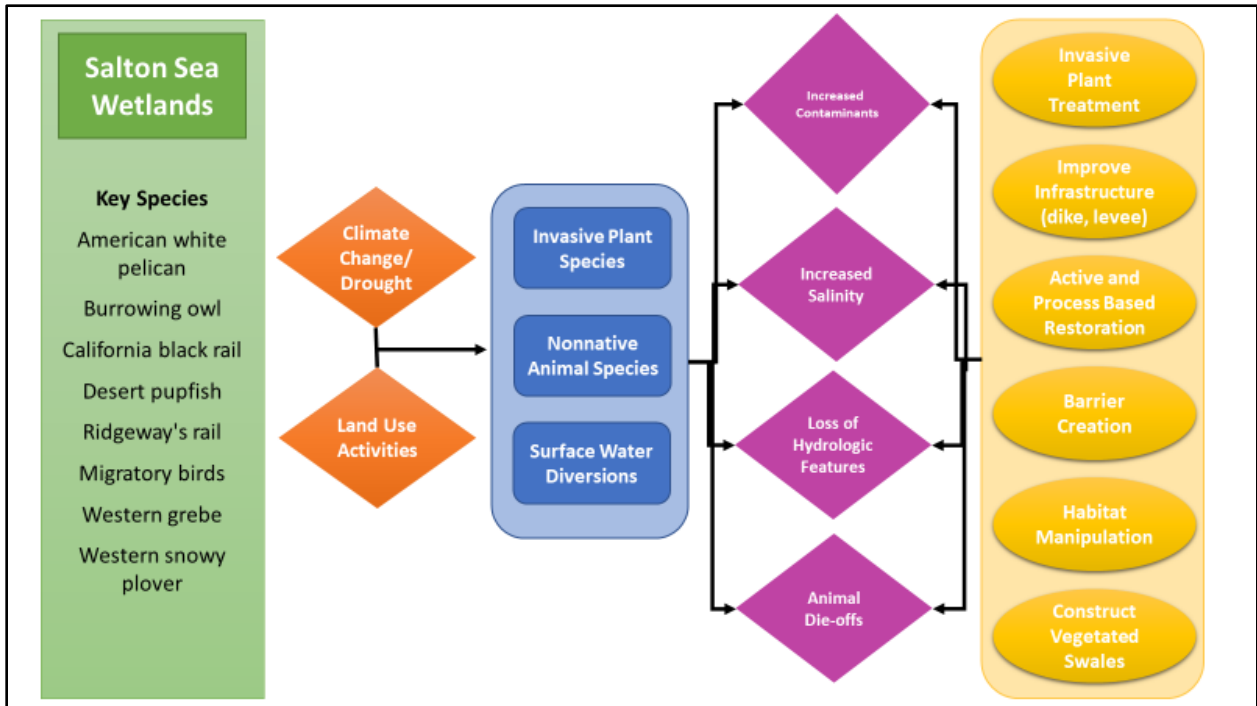 Salton Sea
Wetlands
Key Species
American white
pelican
Burrowing owl
California black rail
Desert pupfish
Ridgeway's rail
Migratory birds
Western grebe
Western snowy
plover
Climate
Change/
Drought
Land Use
Activities
Invasive Plant
Species
Nonnative
Animal Species
Surface Water
Diversions
Increased
Contaminants
Increased
Salinity
Loss of
Hydrologic
Features
Animal
Die-offs
Invasive
Plant
Treatment
Improve
Infrastructure
(dike, levee)
Active and
Process Based
Restoration
Barrier
Creation
Habitat
Manipulation
Construct
Vegetated
Swales